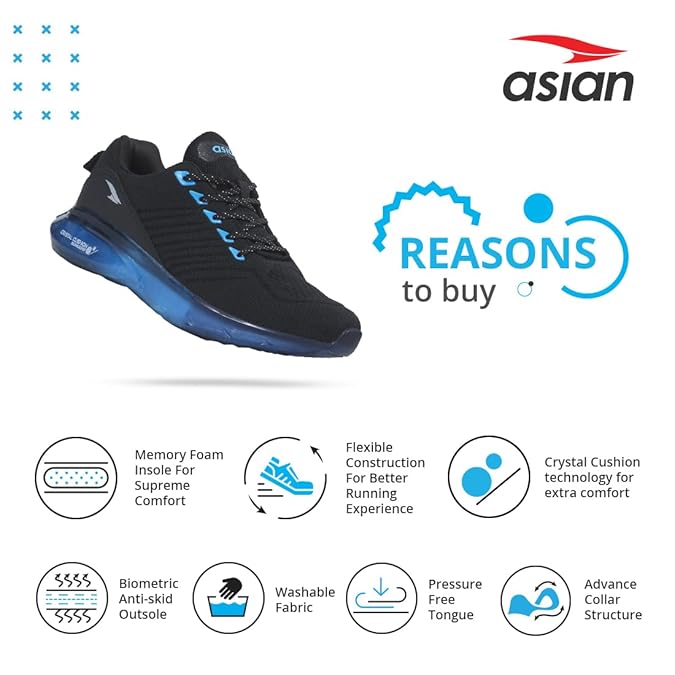 asian
asian
REASONS
to buy
Memory Foam
Insole For
Supreme
Comfort
Flexible
Construction
For Better
Running
Experience
Crystal Cushion
technology for
extra comfort
Biometric
Anti-skid
Outsole
Washable
Fabric
Pressure
Free
Tongue
Advance
Collar
Structure